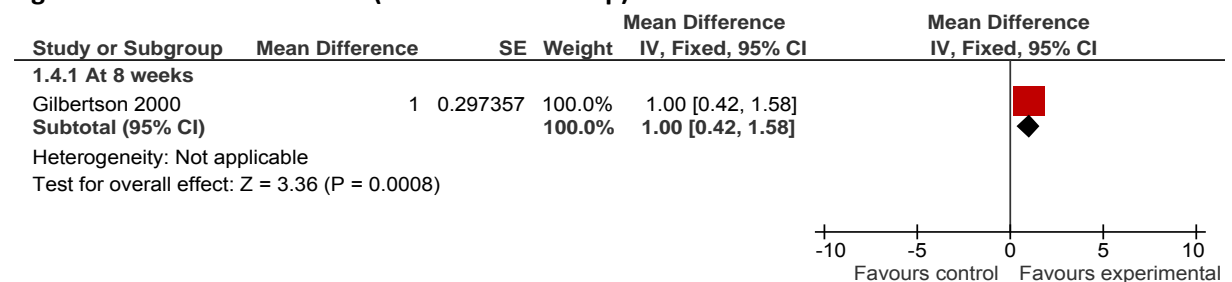 Mean Difference Mean Difference
Study or Subgroup Mean Difference SE Weight IV, Fixed, 95% CI IV, Fixed, 95% CI
1.4.1 At 8 weeks
Gilbertson 2000 1 0.297357 100.0% 1.00 [0.42, 1.58]
Subtotal (95% CI) 100.0% 1.00 [0.42, 1.58]
Heterogeneity: Not applicable
Test for overall effect: Z = 3.36 (P = 0.0008)
-10 -5 0 5 10
Favours control Favours experimental